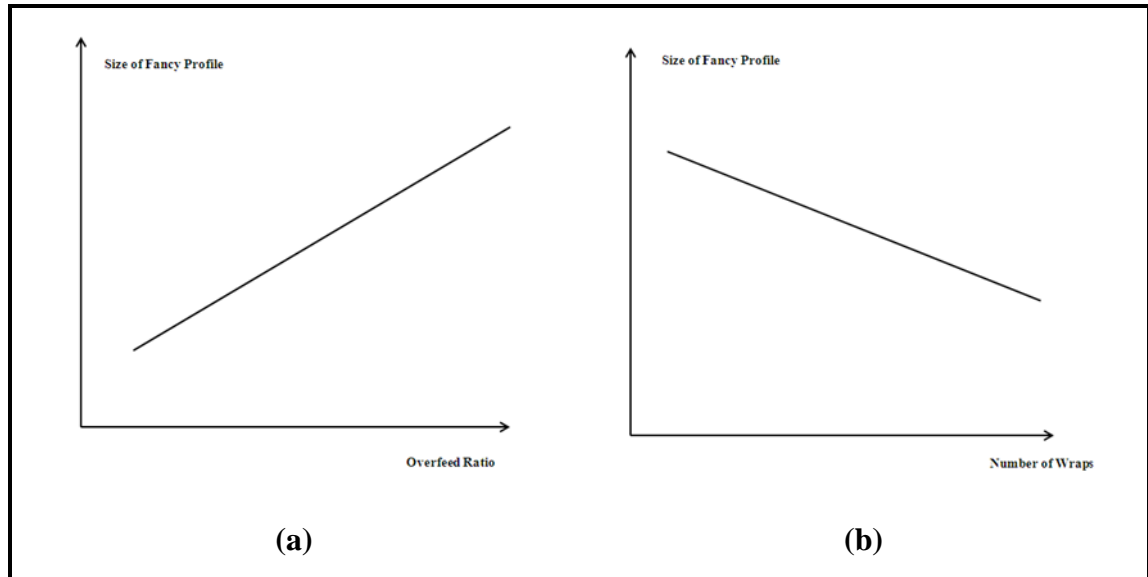 Size of Fancy Profile
Overfeed Ratio
(a)
Size of Fancy Profile
Number of Wraps
(b)